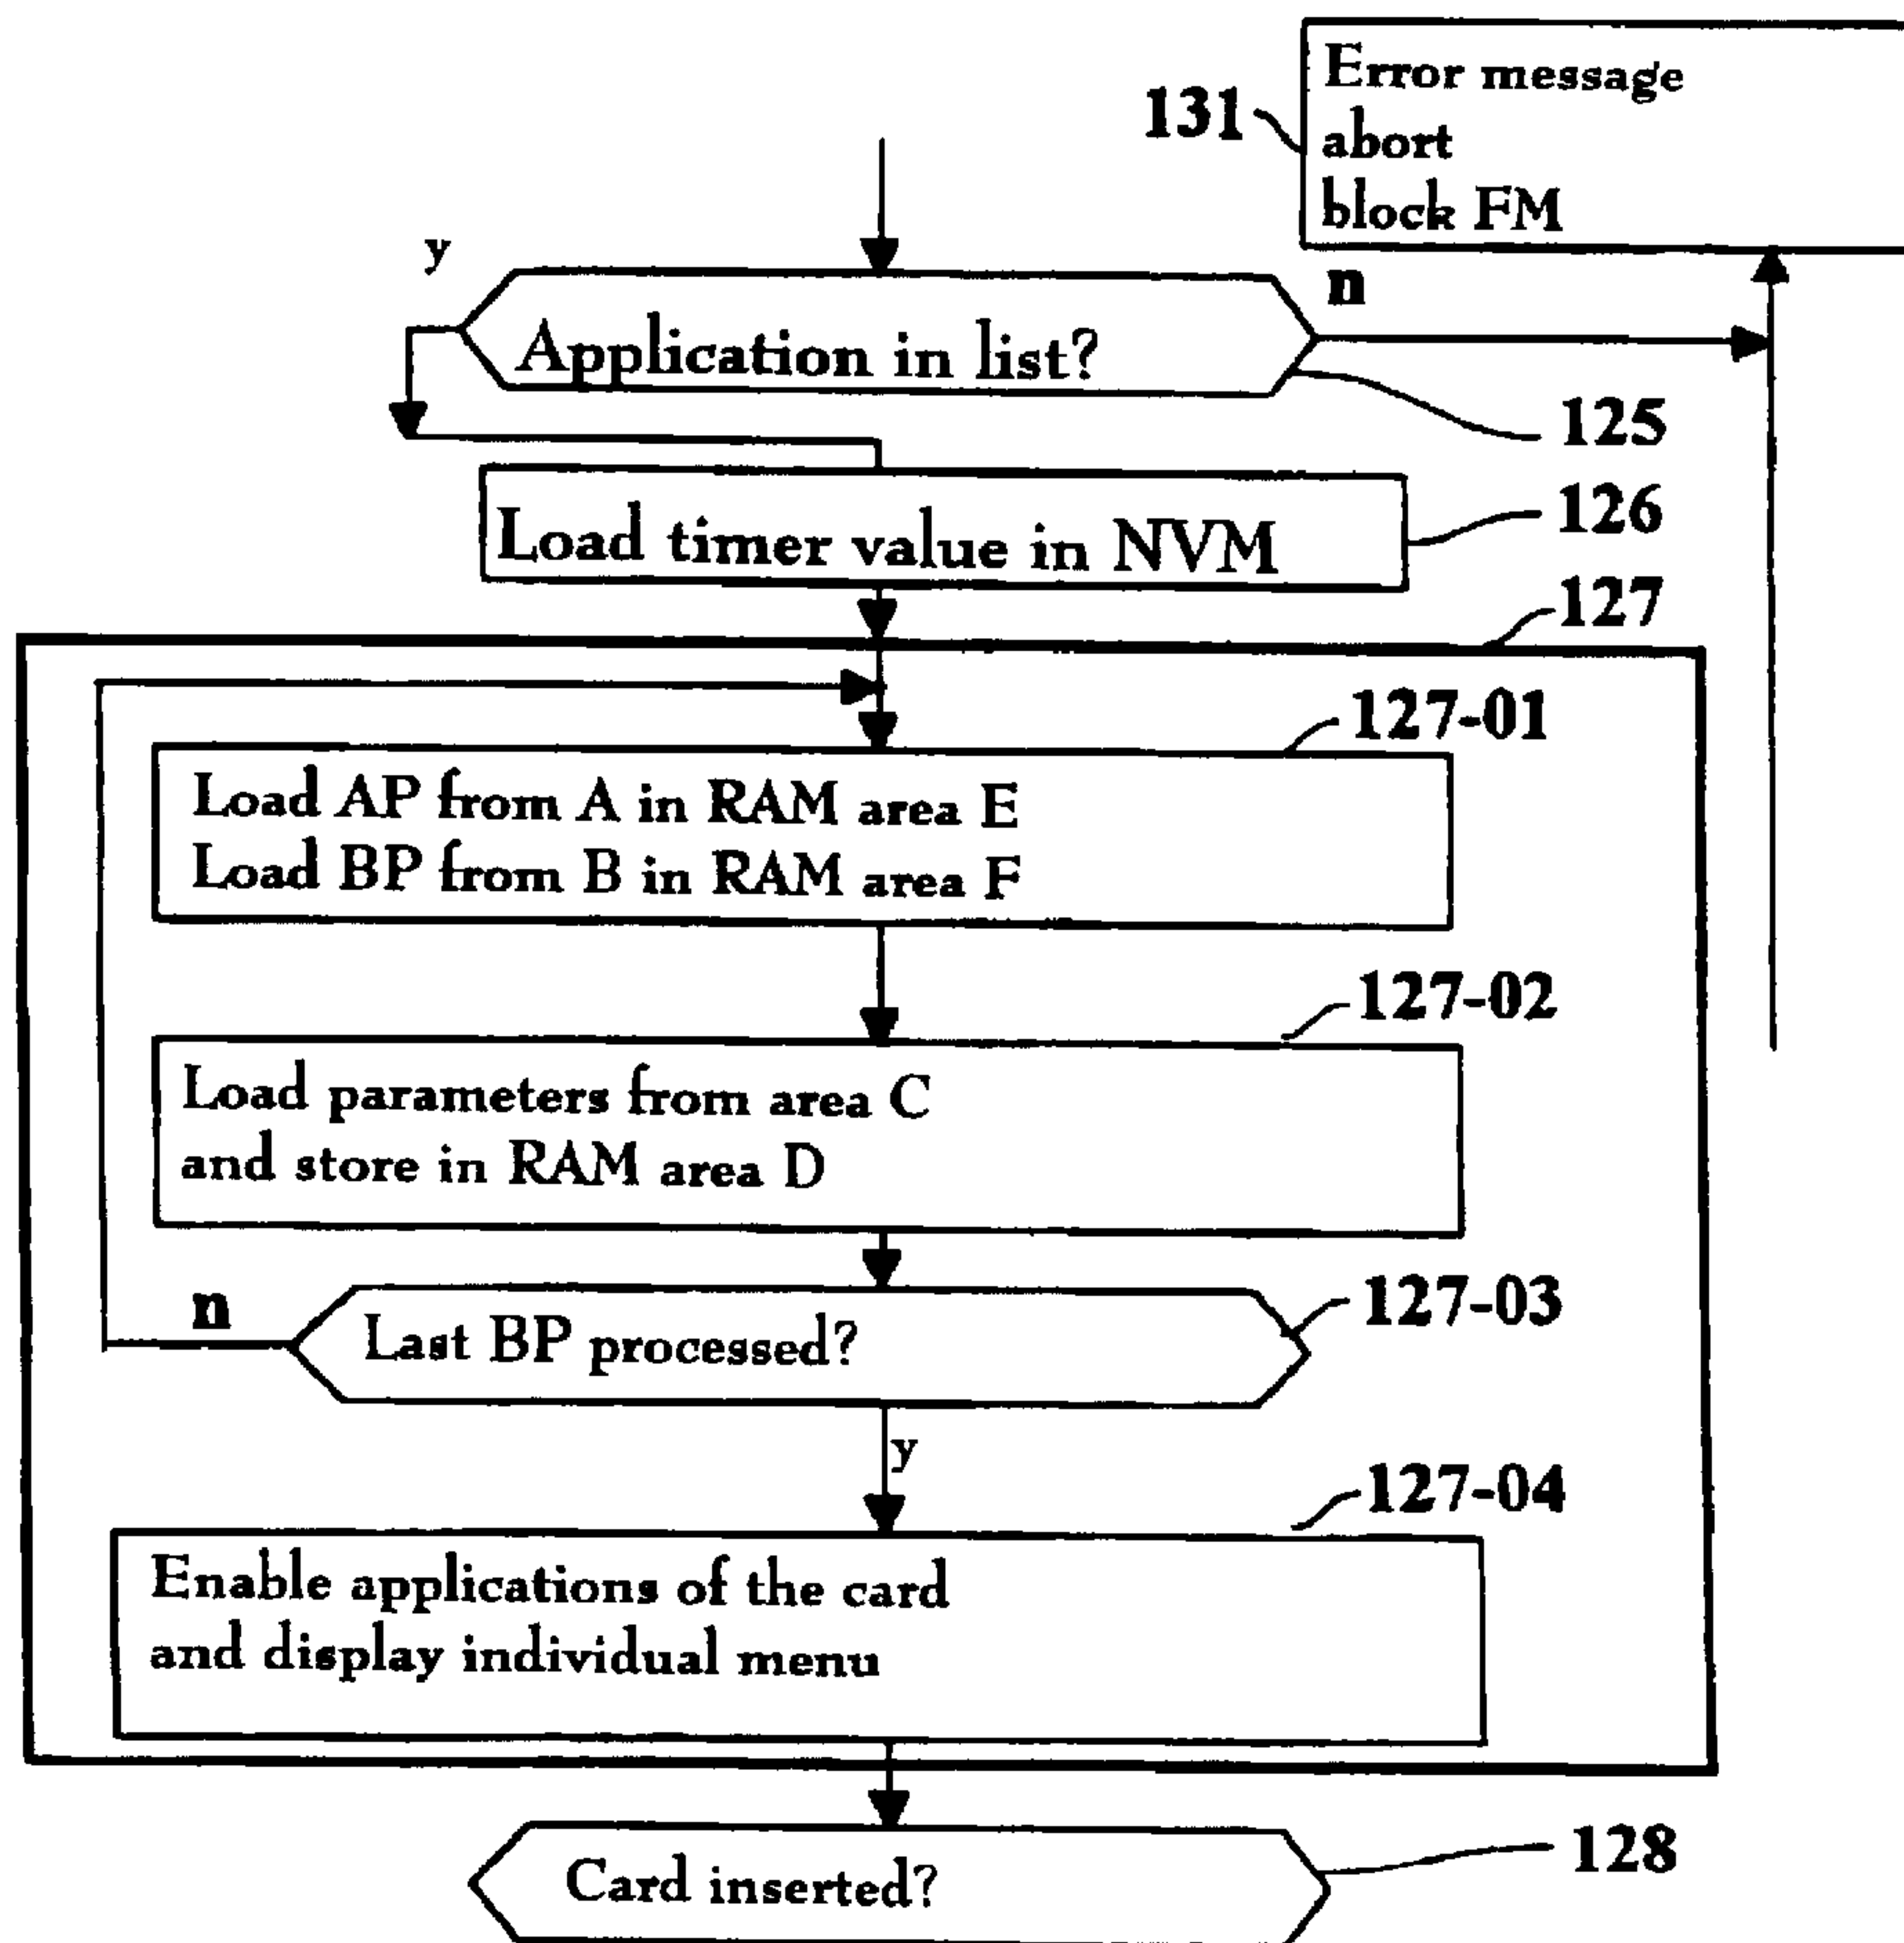 Error message
131
abort
block FM
y
n
Application in list?
125
Load timer value in NVM
126
127
127-01
Load AP from A in RAM area E
Load BP from B in RAM area F
127-02
Load parameters from area C
and store in RAM area D
n
Last BP processed?
127-03
y
127-04
Enable applications of the card
and display individual menu
Card inserted?
128